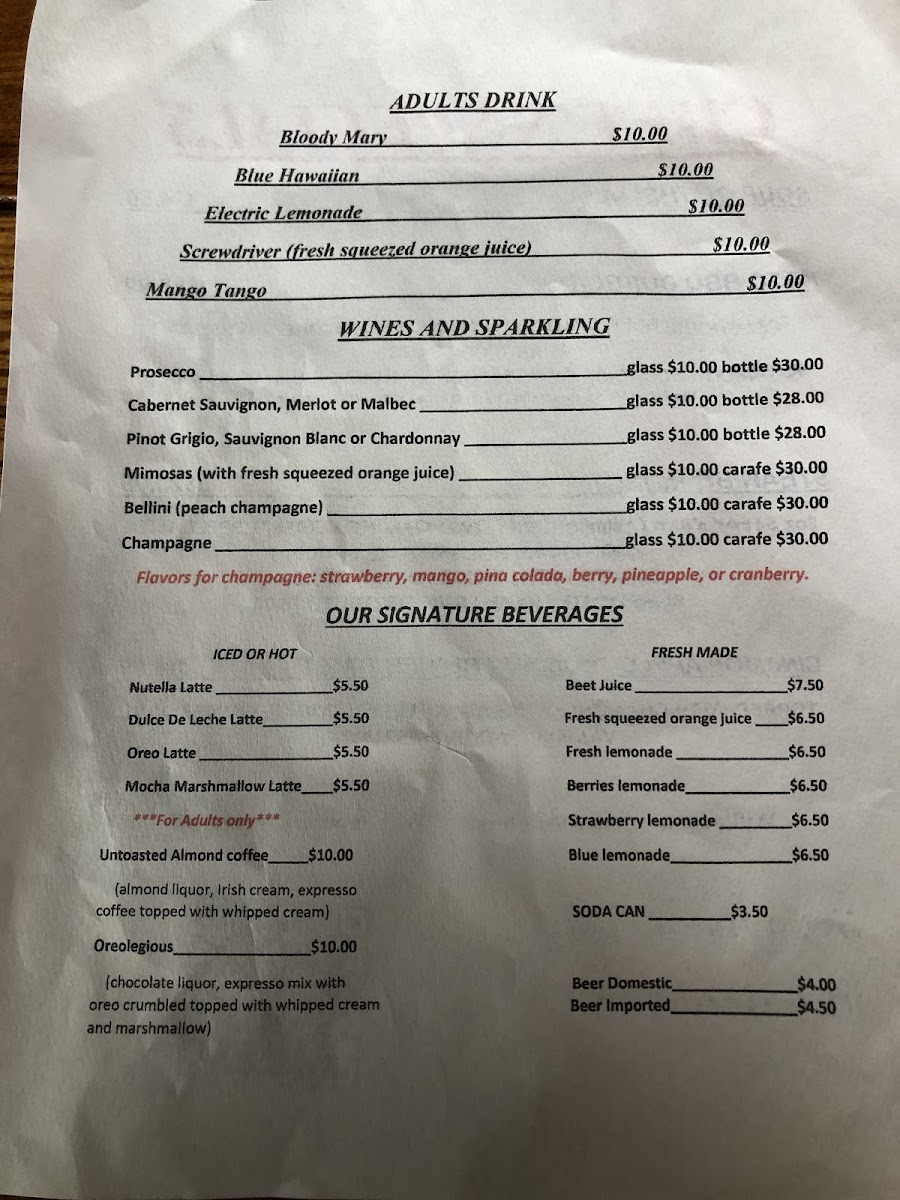 ADULTS DRINK
Bloody Mary $10.00
Blue Hawaiian $10.00
Electric Lemonade $10.00
Screwdriver (fresh squeezed orange juice) $10.00
Mango Tango $10.00
WINES AND SPARKLING
Prosecco glass $10.00 bottle $30.00
Cabernet Sauvignon, Merlot or Malbec glass $10.00 bottle $28.00
Pinot Grigio, Sauvignon Blanc or Chardonnay glass $10.00 bottle $28.00
Mimosas (with fresh squeezed orange juice) glass $10.00 carafe $30.00
Bellini (peach champagne) glass $10.00 carafe $30.00
Champagne glass $10.00 carafe $30.00
Flavors for champagne: strawberry, mango, pina colada, berry, pineapple, or cranberry.
OUR SIGNATURE BEVERAGES
ICED OR HOT
Nutella Latte $5.50
Dulce De Leche Latte $5.50
Oreo Latte $5.50
Mocha Marshmallow Latte $5.50
***For Adults only***
Untoasted Almond coffee $10.00
(almond liquor, Irish cream, expresso
coffee topped with whipped cream)
Oreolegious $10.00
(chocolate liquor, expresso mix with
oreo crumbled topped with whipped cream
and marshmallow)
FRESH MADE
Beet Juice $7.50
Fresh squeezed orange juice $6.50
Fresh lemonade $6.50
Berries lemonade $6.50
Strawberry lemonade $6.50
Blue lemonade $6.50
SODA CAN $3.50
Beer Domestic $4.00
Beer Imported $4.50